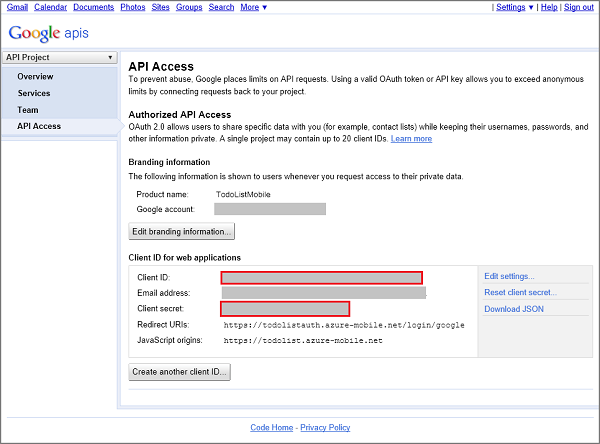 Gmail Calendar Documents Photos Sites Groups Search More ▼ | Settings ▼ | Help | Sign out
Google apis
API Project ▼
Overview
Services
Team
API Access
API Access
To prevent abuse, Google places limits on API requests. Using a valid OAuth token or API key allows you to exceed anonymous
limits by connecting requests back to your project.
Authorized API Access
OAuth 2.0 allows users to share specific data with you (for example, contact lists) while keeping their usernames, passwords, and
other information private. A single project may contain up to 20 client IDs. Learn more
Branding information
The following information is shown to users whenever you request access to their private data.
Product name: TodoListMobile
Google account:
Edit branding information...
Client ID for web applications
Client ID:
Email address:
Client secret:
Redirect URIs: https://todolistauth.azure-mobile.net/login/google
JavaScript origins: https://todolist.azure-mobile.net
Edit settings...
Reset client secret...
Download JSON
Create another client ID...
Code Home - Privacy Policy